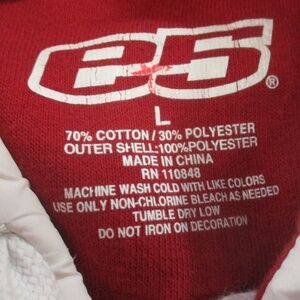 e5
®
L
70% COTTON / 30% POLYESTER
OUTER SHELL:100%POLYESTER
MADE IN CHINA
RN 110848
MACHINE WASH COLD WITH LIKE COLORS
USE ONLY NON-CHLORINE BLEACH AS NEEDED
TUMBLE DRY LOW
DO NOT IRON ON DECORATION